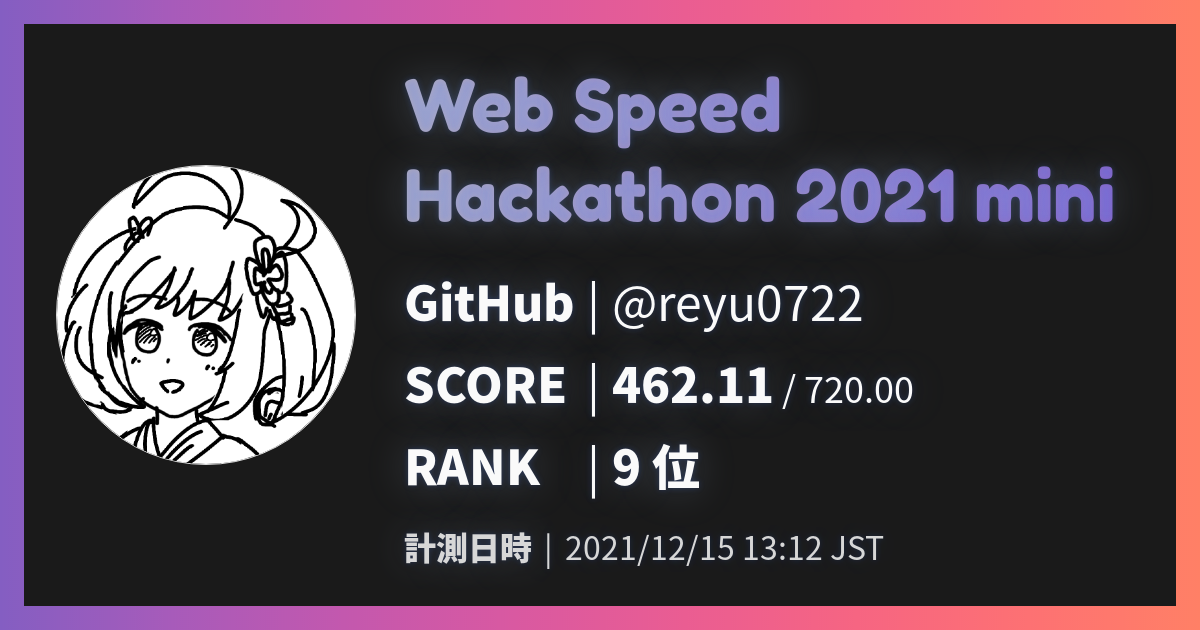 Web Speed
Hackathon 2021 mini
GitHub | @reyu0722
SCORE | 462.11 / 720.00
RANK | 9 位
計測日時 | 2021/12/15 13:12 JST